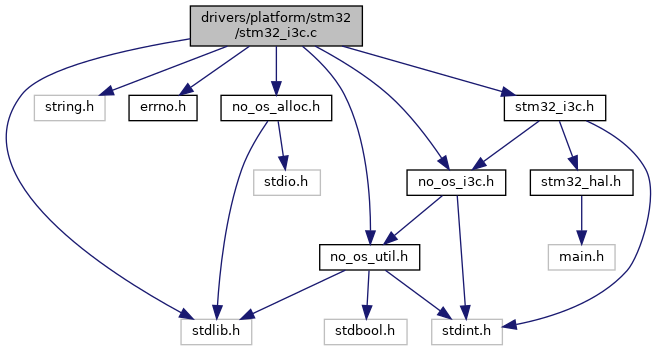 drivers/platform/stm32
/stm32_i3c.c
string.h
errno.h
no_os_alloc.h
stm32_i3c.h
stdio.h
no_os_i3c.h
stm32_hal.h
no_os_util.h
main.h
stdlib.h
stdbool.h
stdint.h